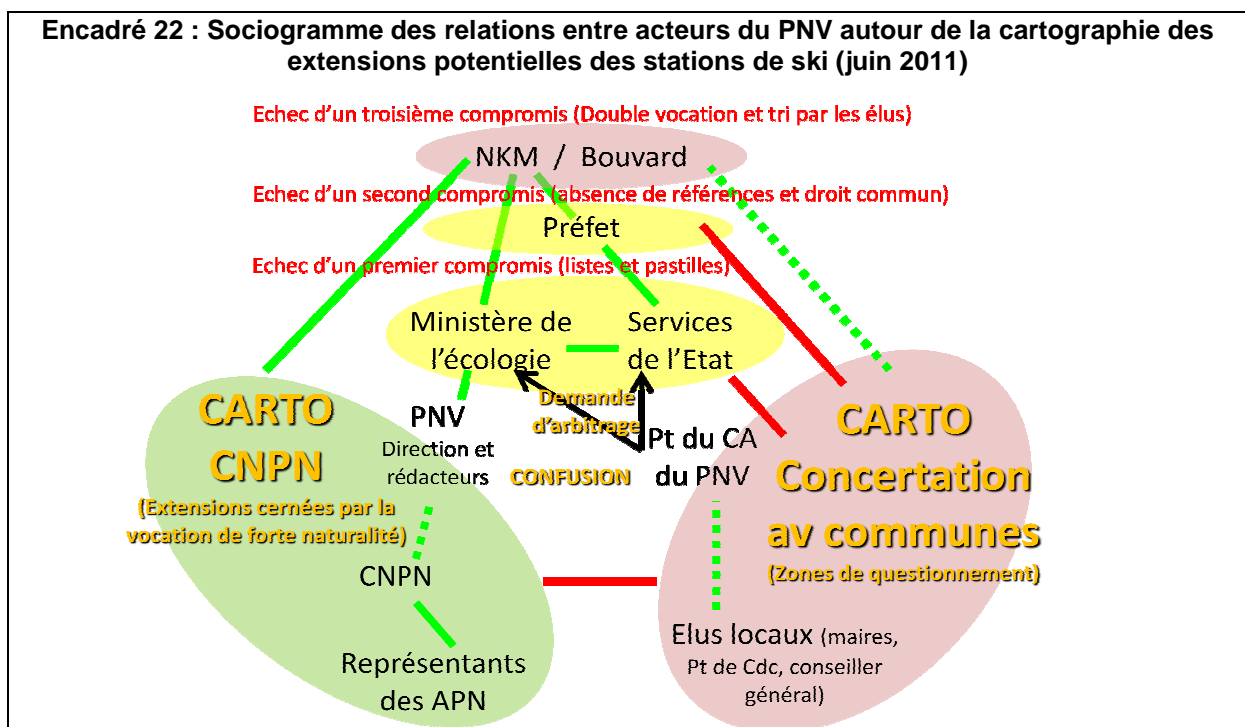 Encadré 22 : Sociogramme des relations entre acteurs du PNV autour de la cartographie des
extensions potentielles des stations de ski (juin 2011)
Echec d'un troisième compromis (Double vocation et tri par les élus)
NKM / Bouvard
Echec d'un second compromis (absence de références et droit commun)
Préfet
Echec d'un premier compromis (listes et pastilles)
Ministère de
l'écologie
Services
de l'Etat
CARTO
CNPN
(Extensions cernées par la
vocation de forte naturalité)
PNV
Direction et
rédacteurs
Demande
d'arbitrage
CONFUSION
Pt du CA
du PNV
CARTO
Concertation
av communes
(Zones de questionnement)
CNPN
Représentants
des APN
Elus locaux (maires,
Pt de Cdc, conseiller
général)